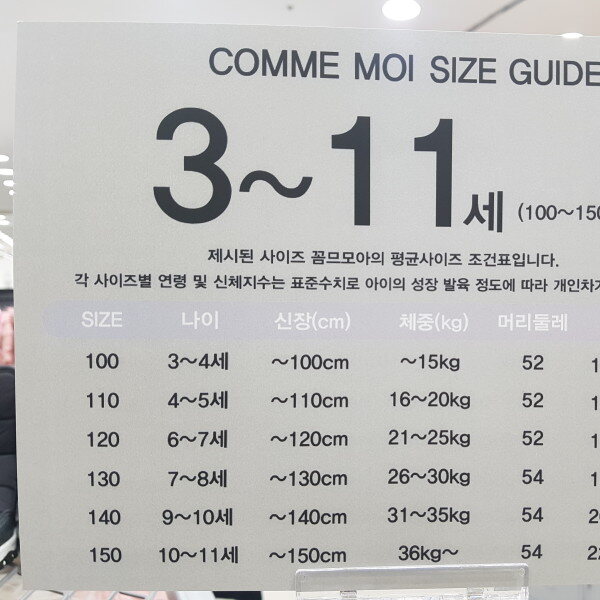 COMME MOI SIZE GUIDE
3~11세 (100~150
제시된 사이즈 꼼므모아의 평균사이즈 조건표입니다.
각 사이즈별 연령 및 신체지수는 표준수치로 아이의 성장 발육 정도에 따라 개인차가
SIZE 나이 신장(cm) 체중(kg) 머리둘레
100 3~4세 ~100cm ~15kg 52
110 4~5세 ~110cm 16~20kg 52
120 6~7세 ~120cm 21~25kg 52
130 7~8세 ~130cm 26~30kg 54
140 9~10세 ~140cm 31~35kg 54
150 10~11세 ~150cm 36kg~ 54